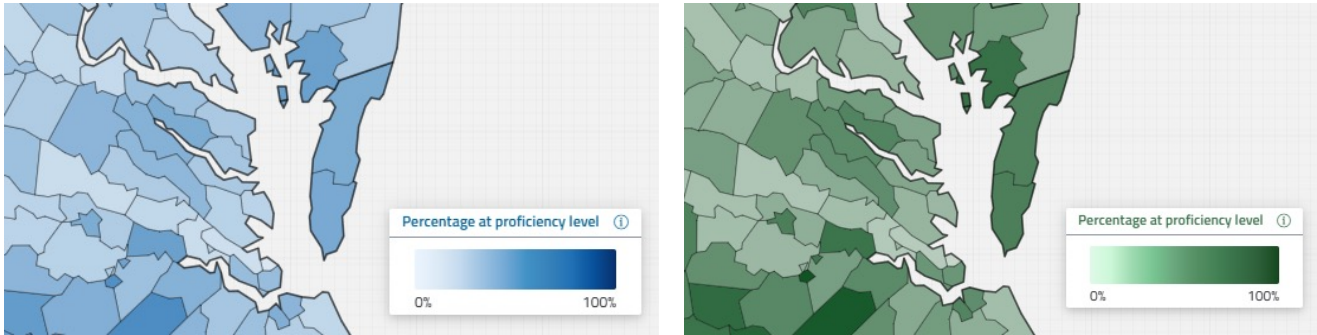 Percentage at proficiency level ⓘ
0% 100%
Percentage at proficiency level ⓘ
0% 100%